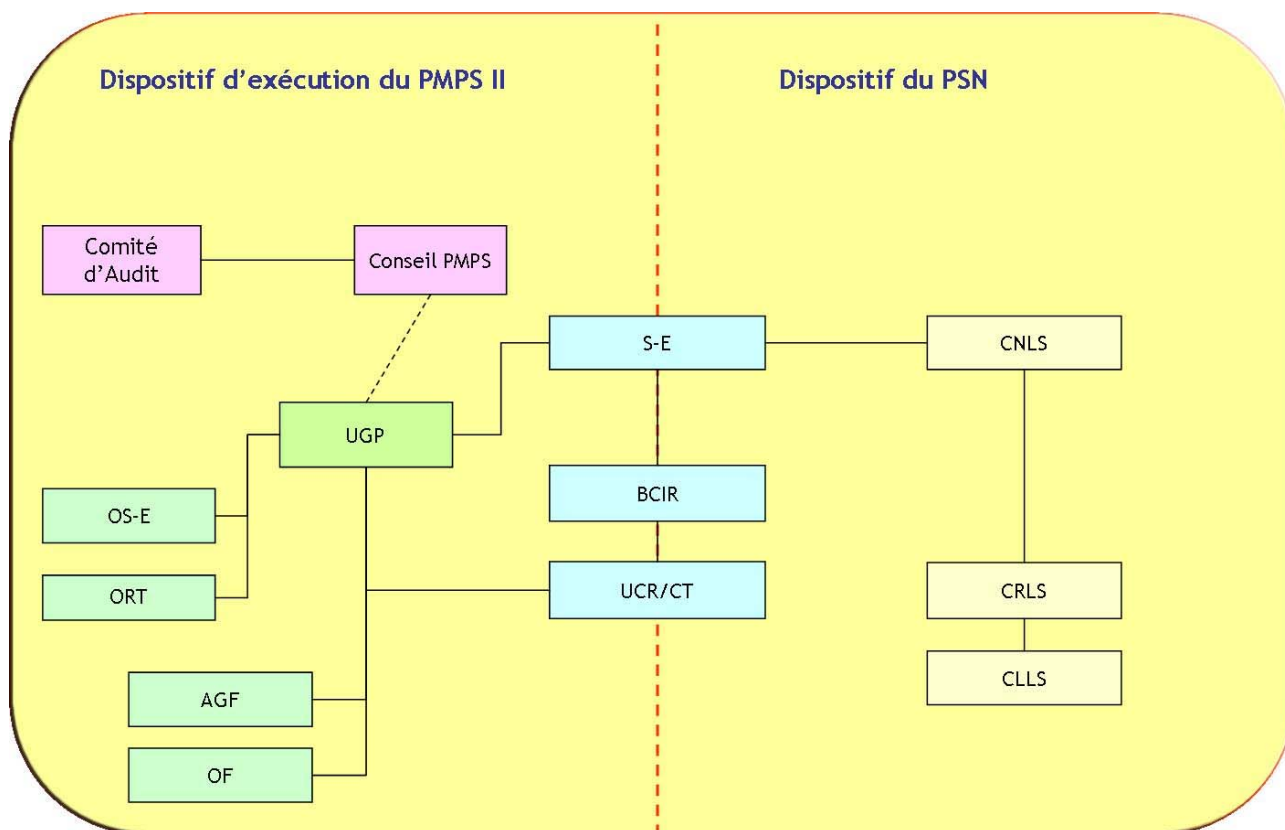 Dispositif d’exécution du PMPS II
Dispositif du PSN
Comité
d’Audit
Conseil PMPS
S-E
CNLS
UGP
BCIR
OS-E
ORT
UCR/CT
CRLS
CLLS
AGF
OF